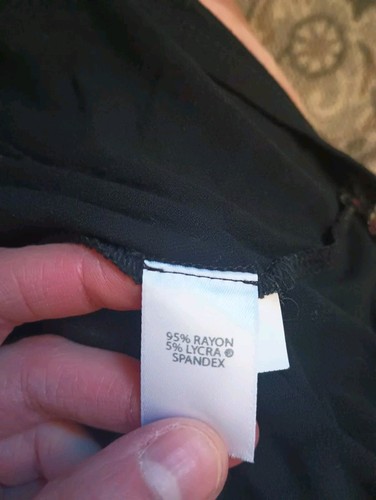 95% RAYON
5% LYCRA ®
SPANDEX